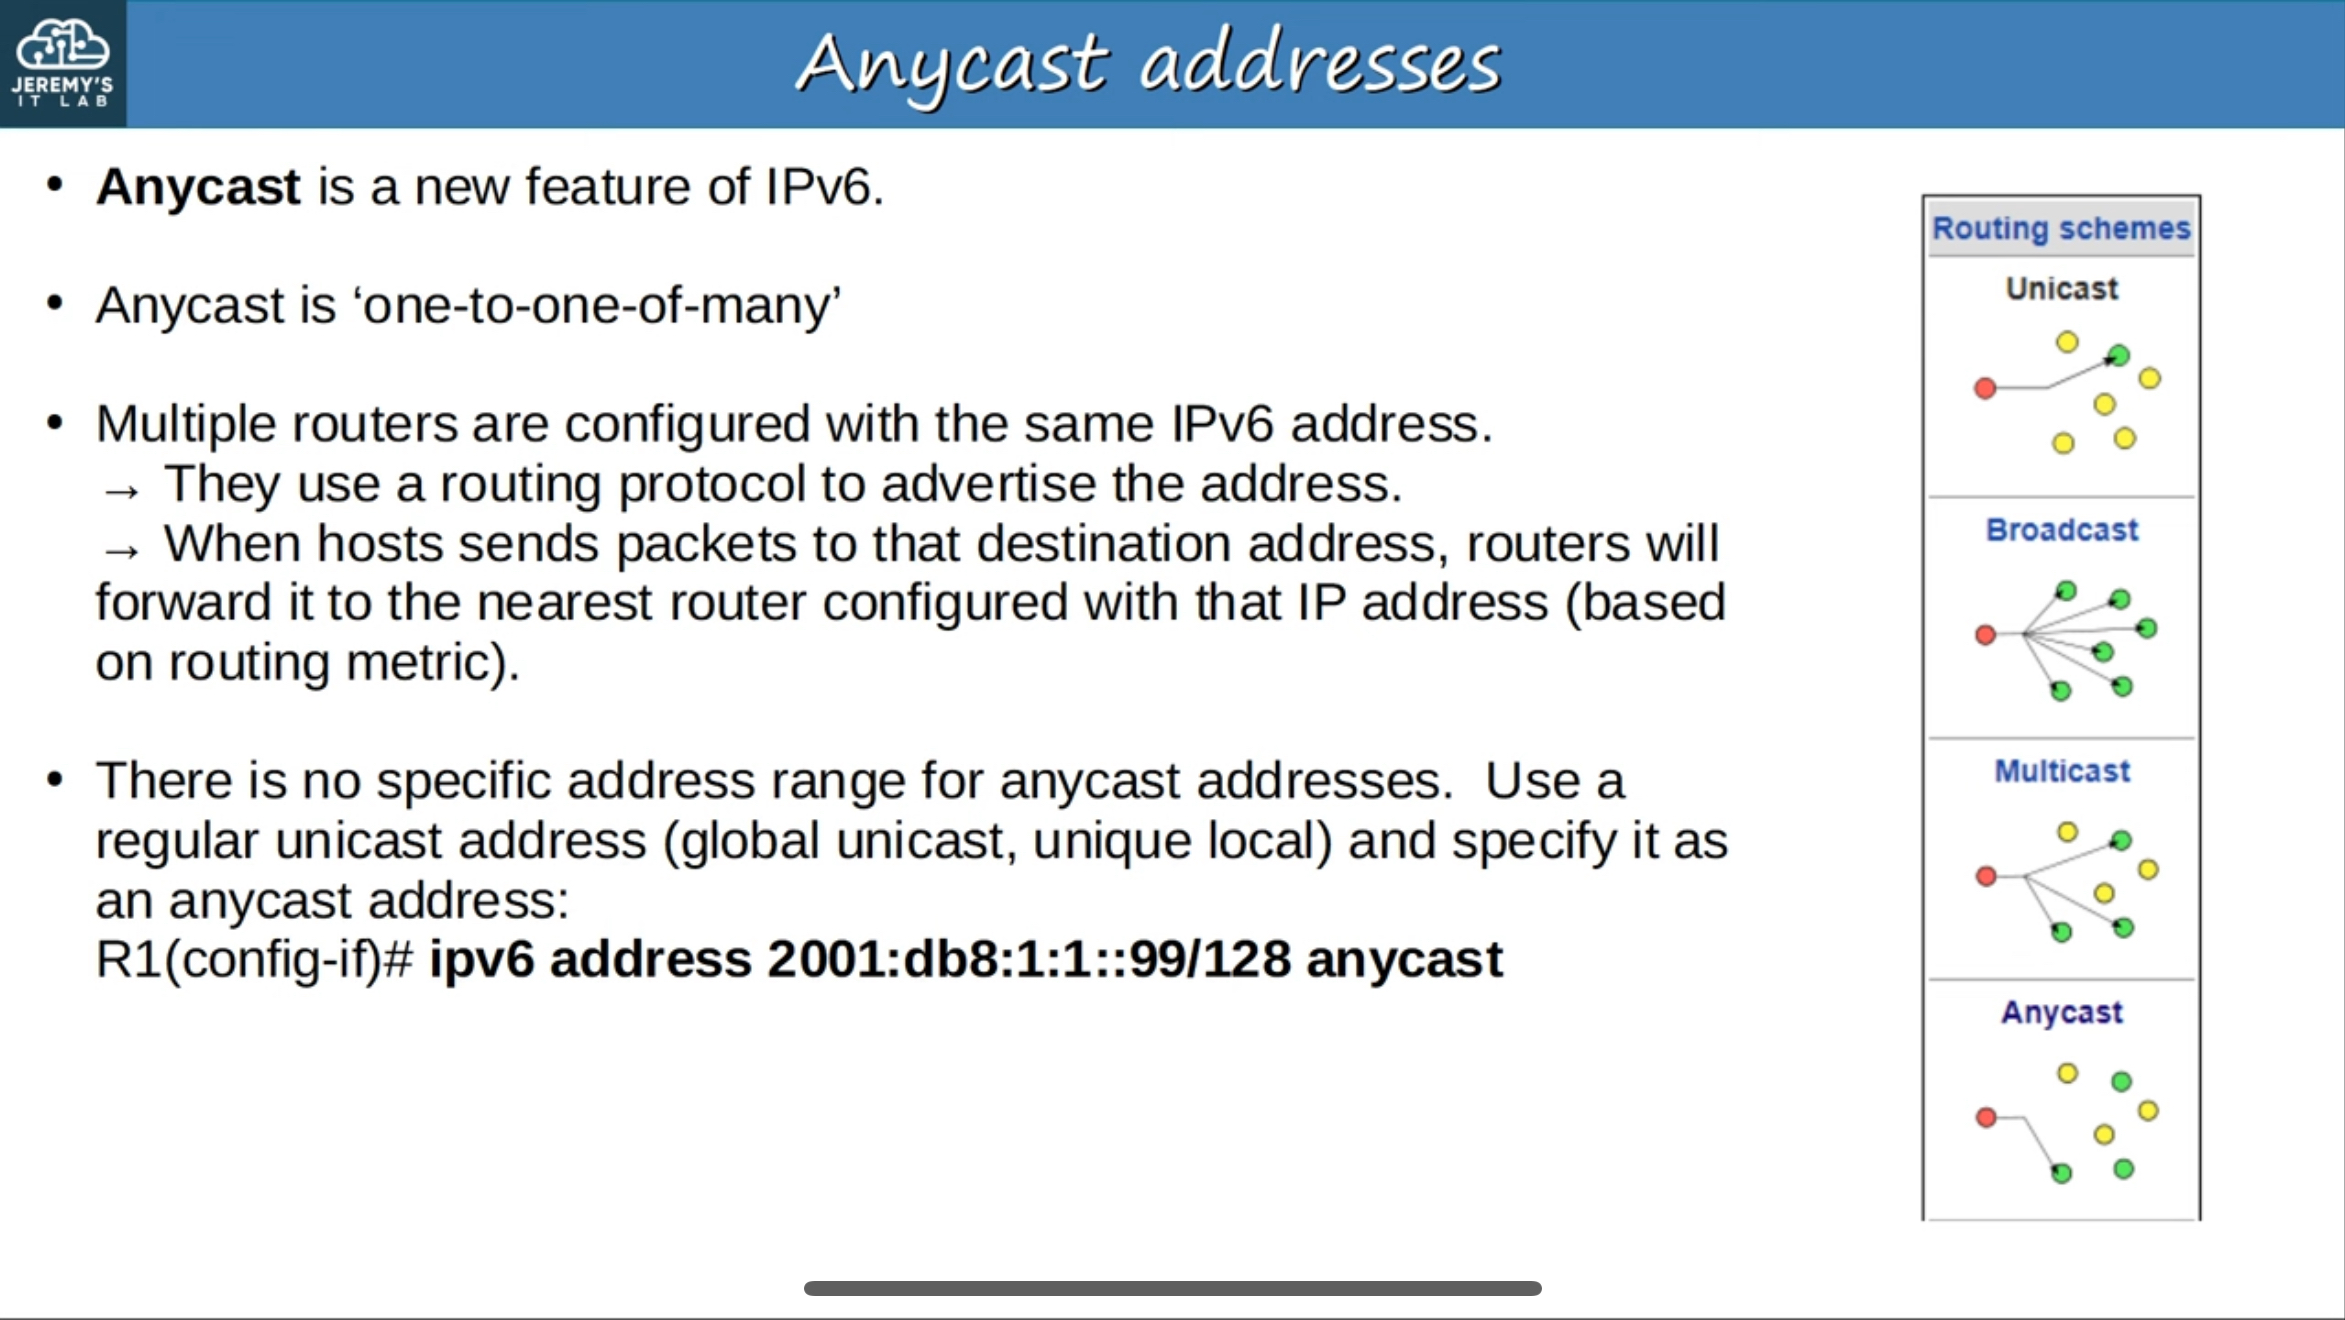 JEREMY'S
IT LAB
Anycast addresses
• Anycast is a new feature of IPv6.
• Anycast is ‘one-to-one-of-many’
• Multiple routers are configured with the same IPv6 address.
→ They use a routing protocol to advertise the address.
→ When hosts sends packets to that destination address, routers will
forward it to the nearest router configured with that IP address (based
on routing metric).
• There is no specific address range for anycast addresses.  Use a
regular unicast address (global unicast, unique local) and specify it as
an anycast address:
R1(config-if)# ipv6 address 2001:db8:1:1::99/128 anycast
Routing schemes
Unicast
Broadcast
Multicast
Anycast